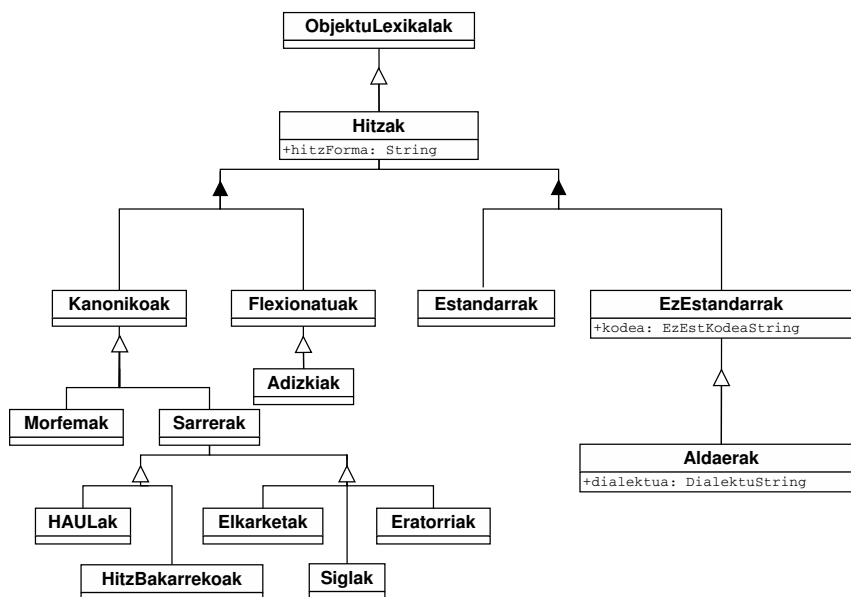 ObjektuLexikalak
Hitzak
+hitzForma: String
Kanonikoak
Flexionatuak
Estandarrak
EzEstandarrak
+kodea: EzEstKodeaString
Adizkiak
Morfemak
Sarrerak
Aldaerak
+dialektua: DialektuString
HAULak
Elkarketak
Eratorriak
HitzBakarrekoak
Siglak